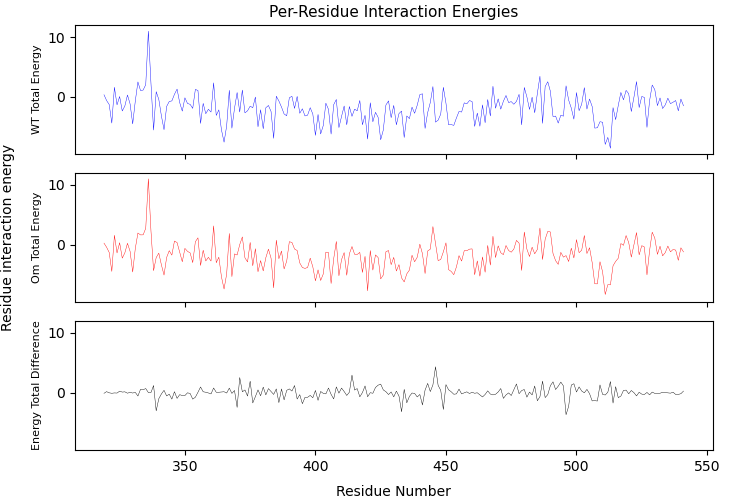 Per-Residue Interaction Energies
Residue interaction energy
WT Total Energy
10
0
Om Total Energy
10
0
Energy Total Difference
10
0
350 400 450 500 550
Residue Number